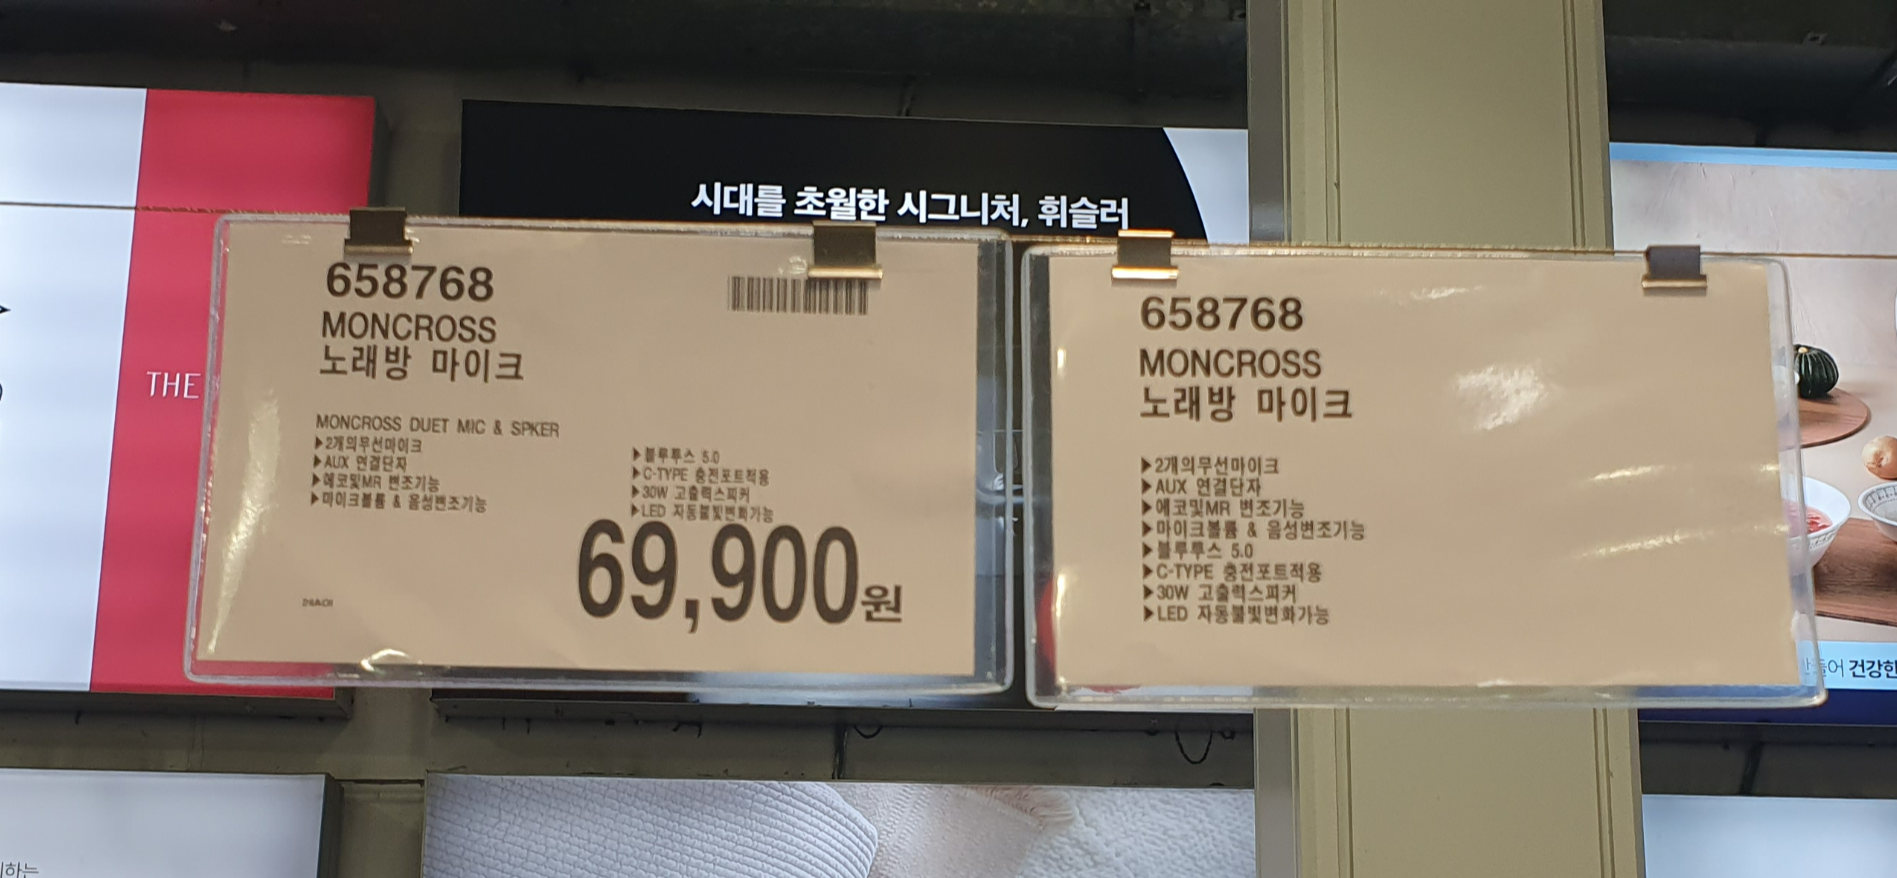 시대를 초월한 시그니처, 휘슬러
THE
658768
MONCROSS
노래방 마이크
MONCROSS DUET MIC & SPKER
▶2개의무선마이크
▶AUX 연결단자
▶에코및MR 변조기능
▶마이크볼륨 & 음성변조기능
▶블루투스 5.0
▶C-TYPE 충전포트적용
▶30W 고출력스피커
▶LED 자동불빛변화가능
69,900원
658768
MONCROSS
노래방 마이크
▶2개의무선마이크
▶AUX 연결단자
▶에코및MR 변조기능
▶마이크볼륨 & 음성변조기능
▶블루투스 5.0
▶C-TYPE 충전포트적용
▶30W 고출력스피커
▶LED 자동불빛변화가능
건강한
하는